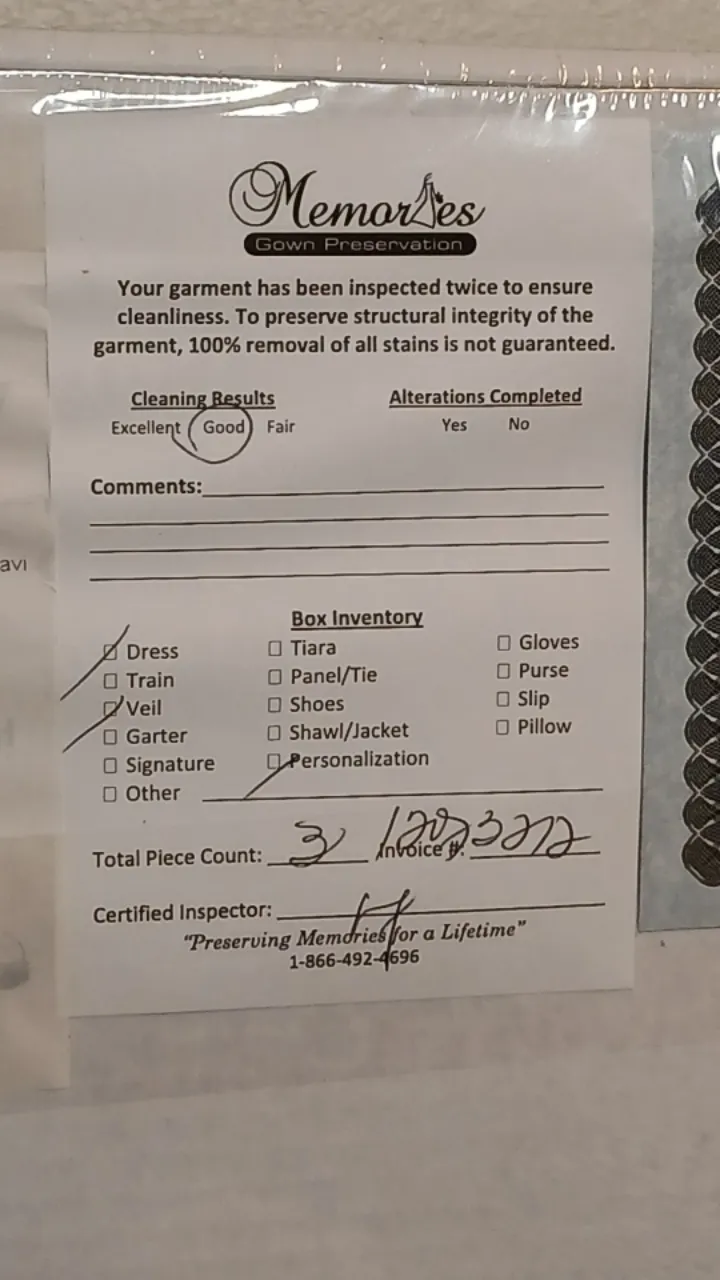 Memories
Gown Preservation
Your garment has been inspected twice to ensure
cleanliness. To preserve structural integrity of the
garment, 100% removal of all stains is not guaranteed.
Cleaning Results Alterations Completed
Excellent Good Fair Yes No
Comments:
avi
Box Inventory
Dress Tiara Gloves
Train Panel/Tie Purse
Veil Shoes Slip
Garter Shawl/Jacket Pillow
Signature Personalization
Other
Total Piece Count: 3 Invoice #:
Certified Inspector:
"Preserving Memories for a Lifetime"
1-866-492-4696